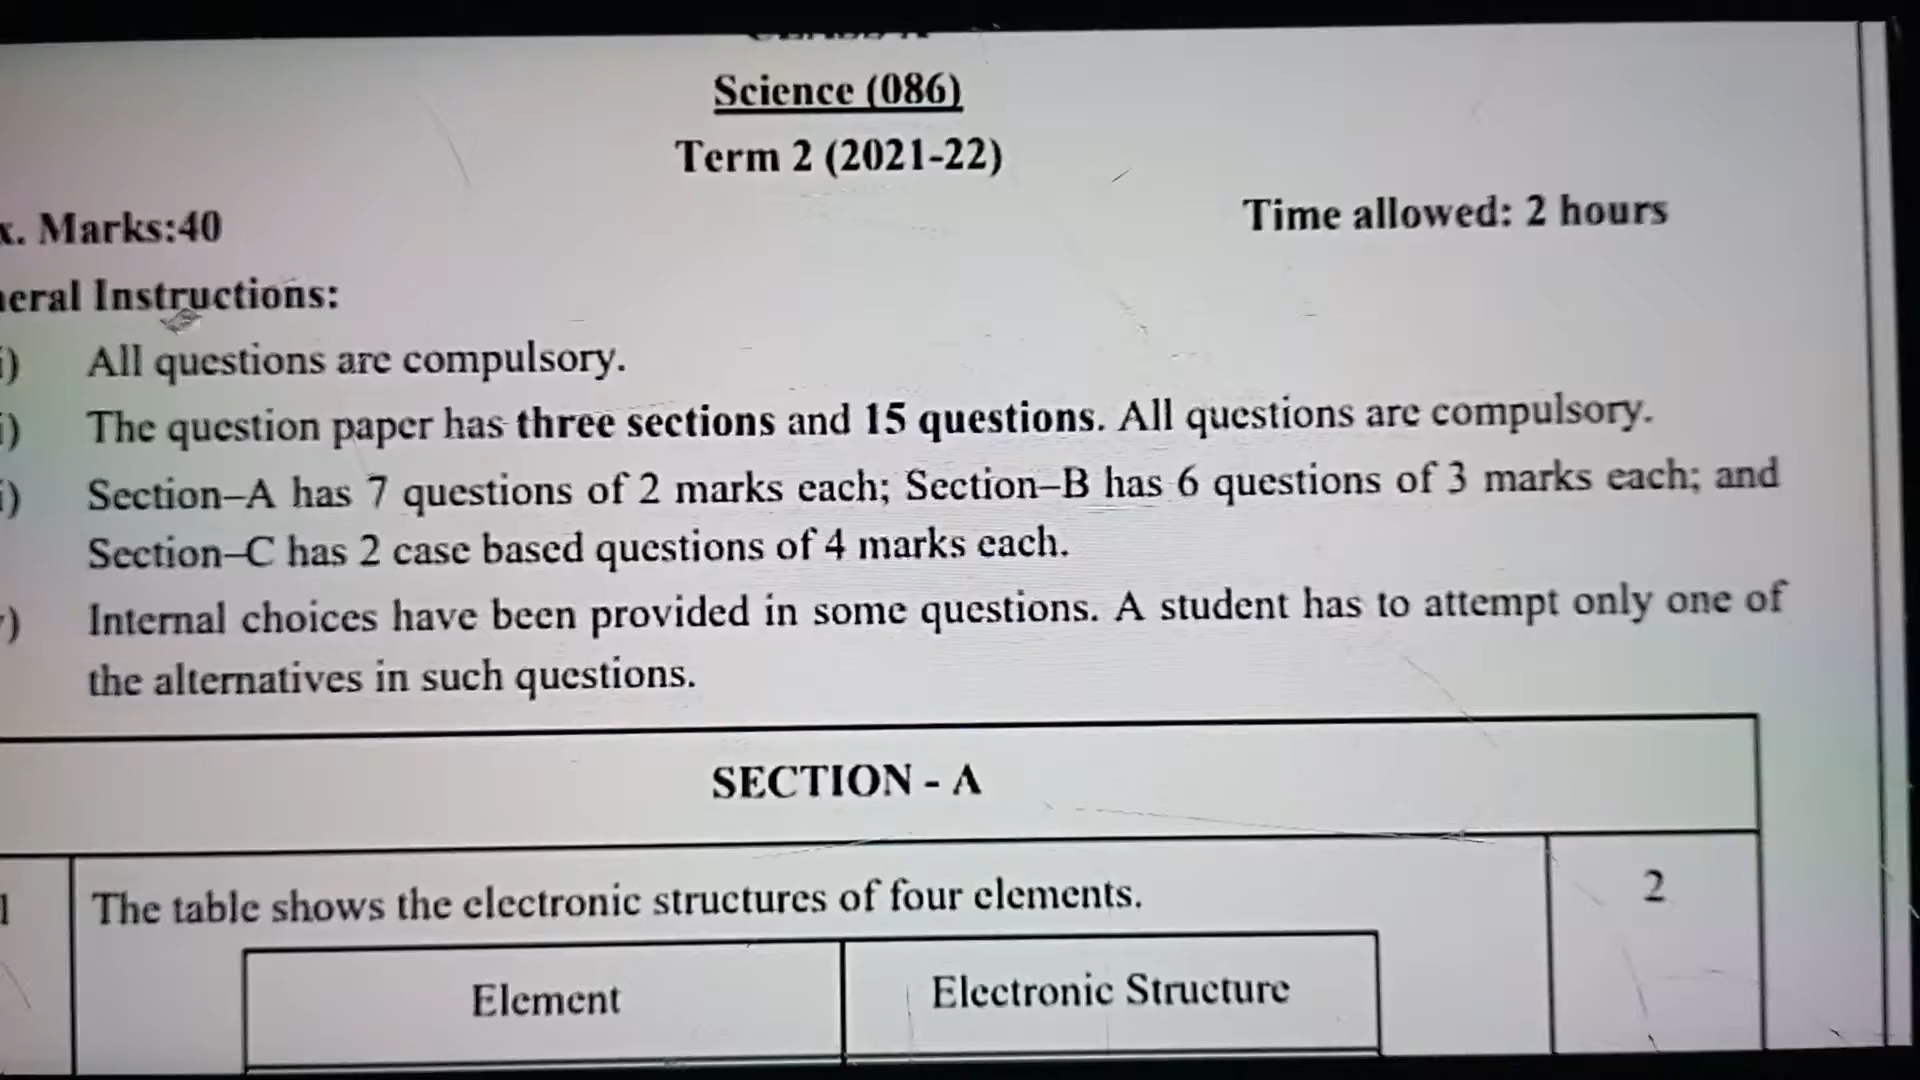 Science (086)
Term 2 (2021-22)
x. Marks:40
Time allowed: 2 hours
neral Instructions:
i) All questions are compulsory.
i) The question paper has three sections and 15 questions. All questions are compulsory.
i) Section–A has 7 questions of 2 marks each; Section–B has 6 questions of 3 marks each; and
Section–C has 2 case based questions of 4 marks each.
) Internal choices have been provided in some questions. A student has to attempt only one of
the alternatives in such questions.
SECTION - A
1 The table shows the electronic structures of four elements. 2
Element Electronic Structure